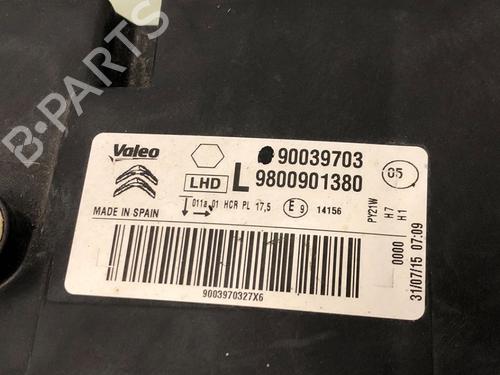 B-PARTS
Valeo
90039703
LHD L 9800901380
05
MADE IN SPAIN
011a 01 HCR PL 17,5 E9 14156
PY21W
H7 H1
0000
31/07/15 07:09
9003970327X6